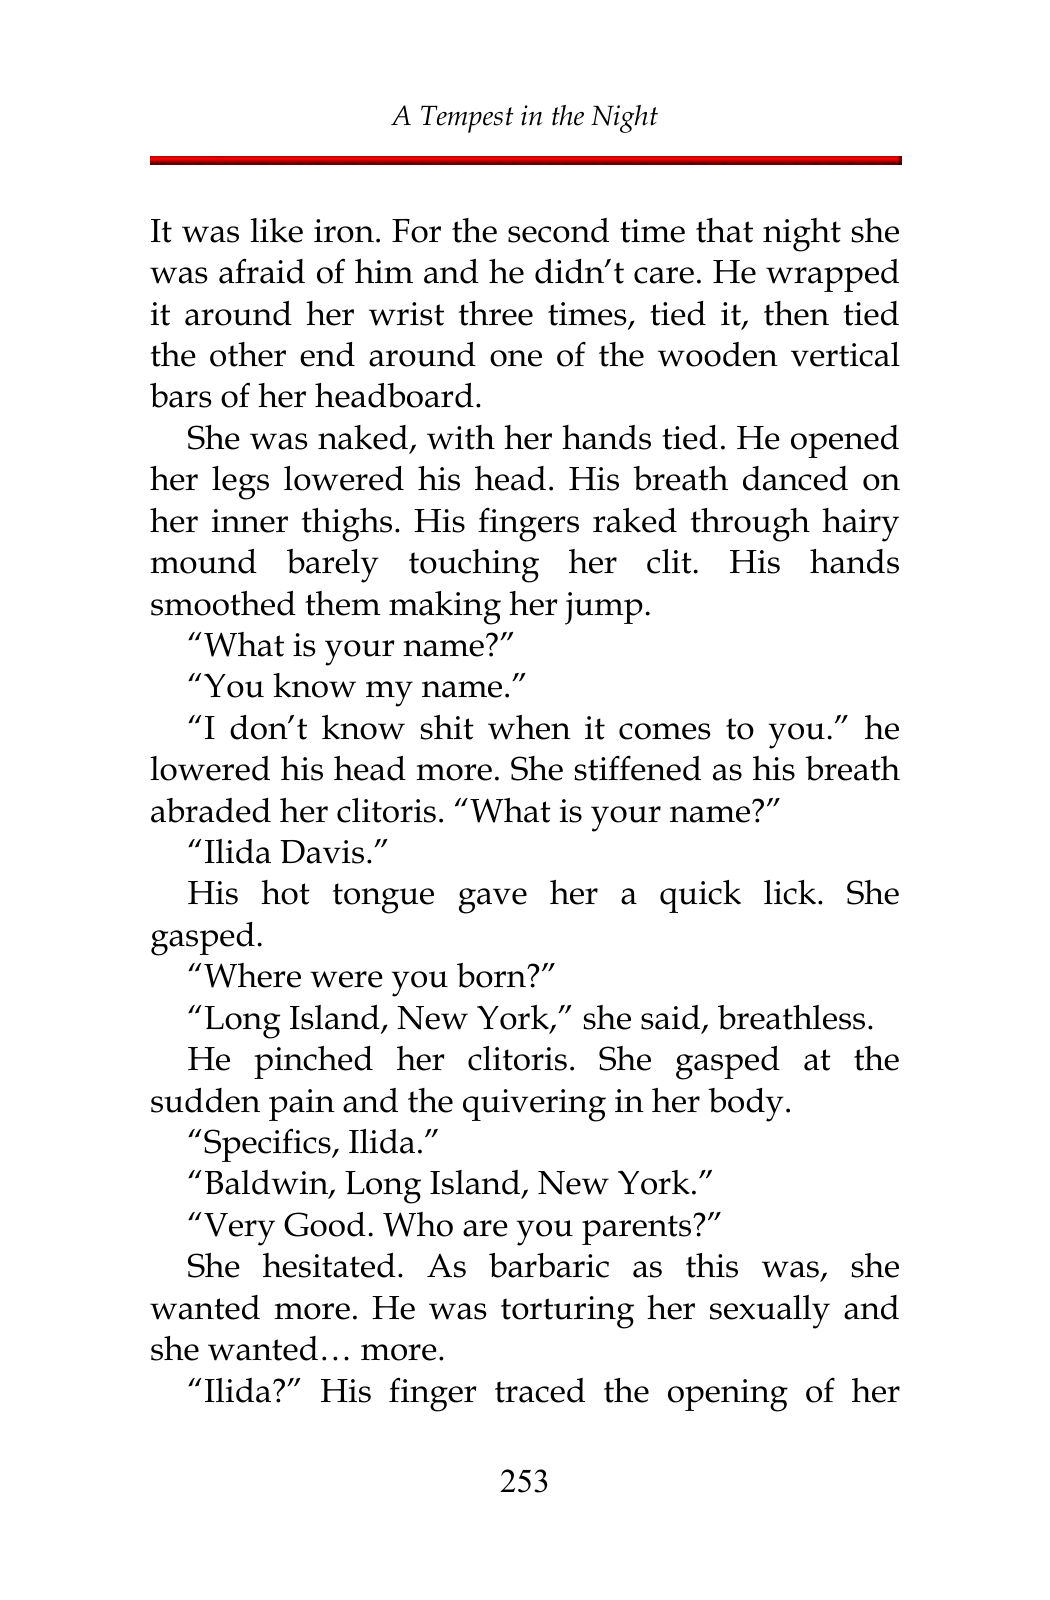 A Tempest in the Night
It was like iron. For the second time that night she
was afraid of him and he didn’t care. He wrapped
it around her wrist three times, tied it, then tied
the other end around one of the wooden vertical
bars of her headboard.
She was naked, with her hands tied. He opened
her legs lowered his head. His breath danced on
her inner thighs. His fingers raked through hairy
mound barely touching her clit. His hands
smoothed them making her jump.
“What is your name?”
“You know my name.”
“I don’t know shit when it comes to you.” he
lowered his head more. She stiffened as his breath
abraded her clitoris. “What is your name?”
“Ilida Davis.”
His hot tongue gave her a quick lick. She
gasped.
“Where were you born?”
“Long Island, New York,” she said, breathless.
He pinched her clitoris. She gasped at the
sudden pain and the quivering in her body.
“Specifics, Ilida.”
“Baldwin, Long Island, New York.”
“Very Good. Who are you parents?”
She hesitated. As barbaric as this was, she
wanted more. He was torturing her sexually and
she wanted… more.
“Ilida?” His finger traced the opening of her
253